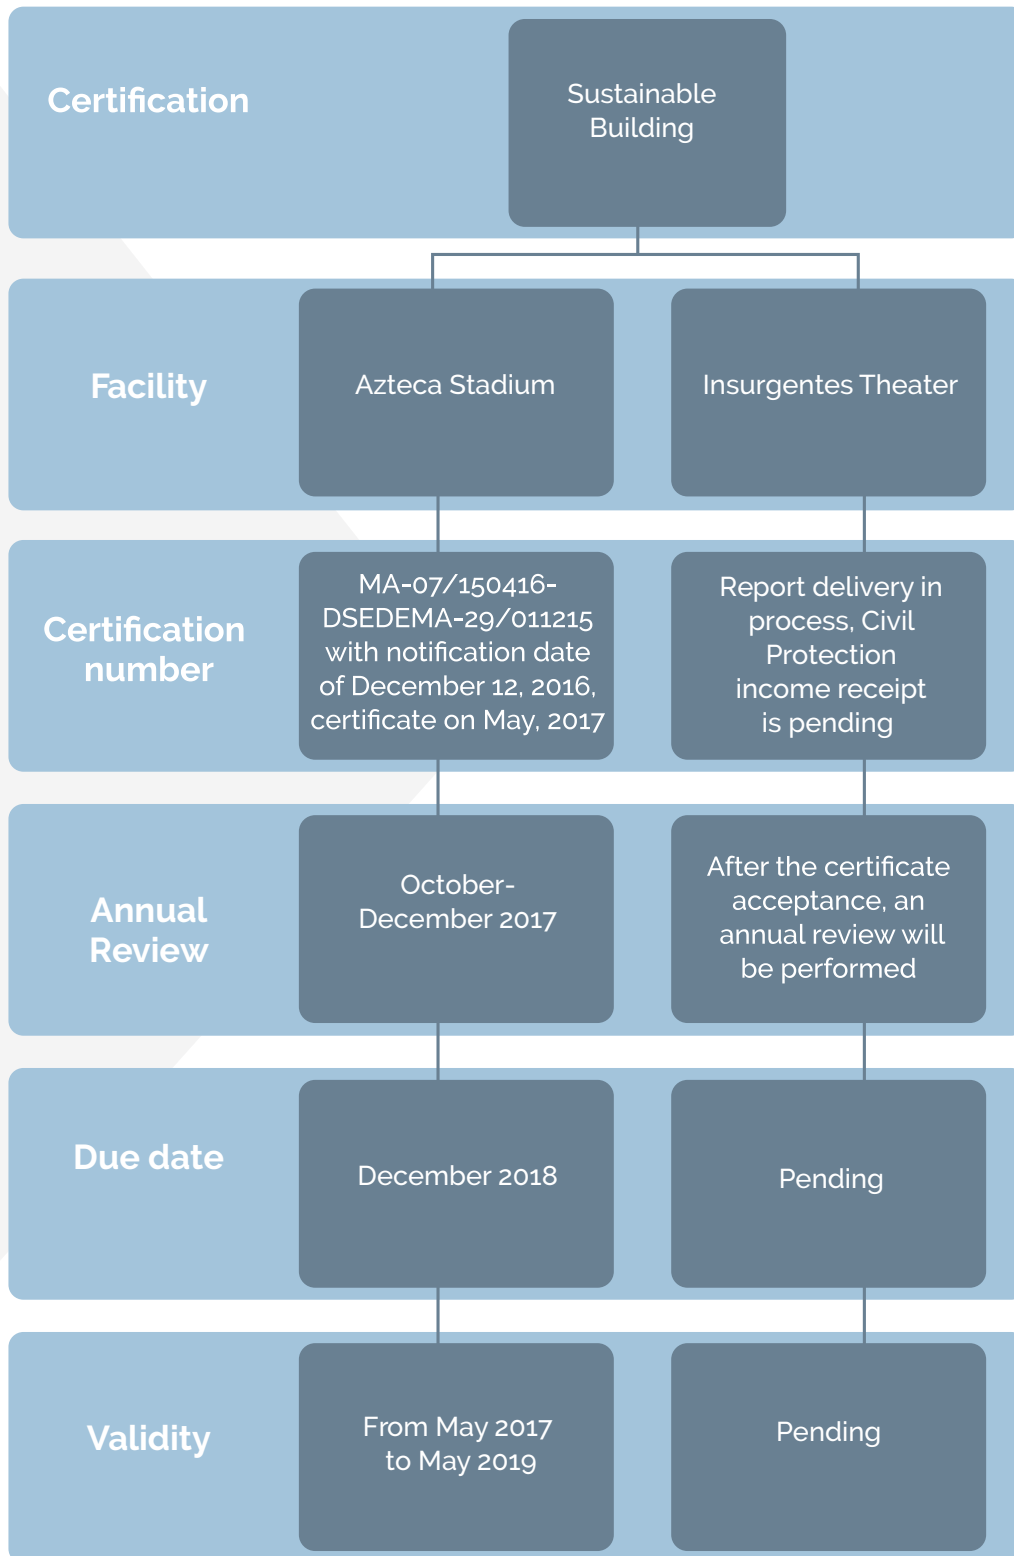 Certification
Sustainable
Building
Facility
Azteca Stadium
Insurgentes Theater
Certification
number
MA-07/150416-
DSEDEMA-29/011215
with notification date
of December 12, 2016,
certificate on May, 2017
Report delivery in
process, Civil
Protection
income receipt
is pending
Annual
Review
October-
December 2017
After the certificate
acceptance, an
annual review will
be performed
Due date
December 2018
Pending
Validity
From May 2017
to May 2019
Pending